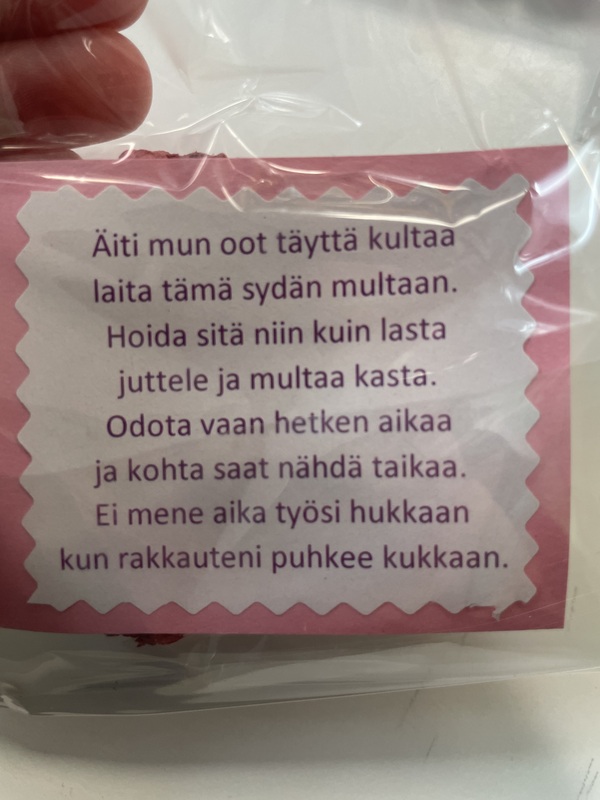 Äiti mun oot täyttä kultaa
laita tämä sydän multaan.
Hoida sitä niin kuin lasta
juttele ja multaa kasta.
Odota vaan hetken aikaa
ja kohta saat nähdä taikaa.
Ei mene aika työsi hukkaan
kun rakkauteni puhkee kukkaan.